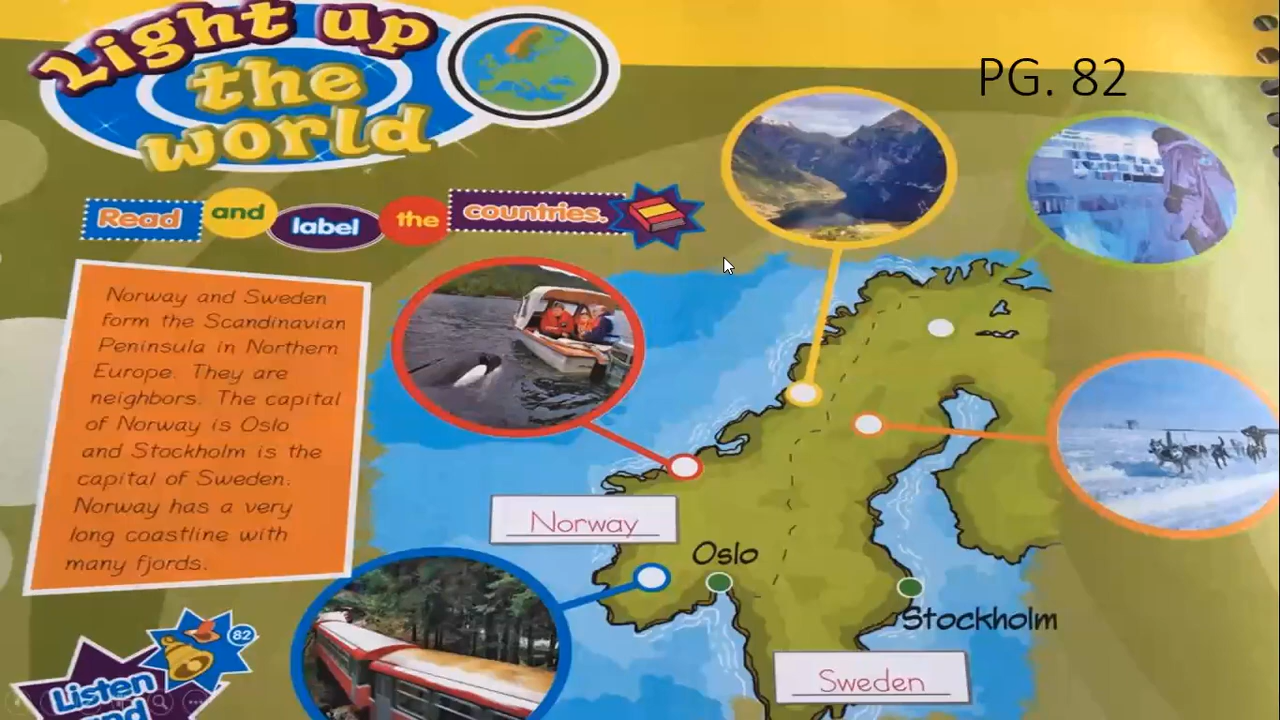 Light up
the
world
PG. 82
Read and label the countries.
Norway and Sweden
form the Scandinavian
Peninsula in Northern
Europe. They are
neighbors. The capital
of Norway is Oslo
and Stockholm is the
capital of Sweden.
Norway has a very
long coastline with
many fjords.
Norway
Oslo
Stockholm
Sweden
82
Listen
and